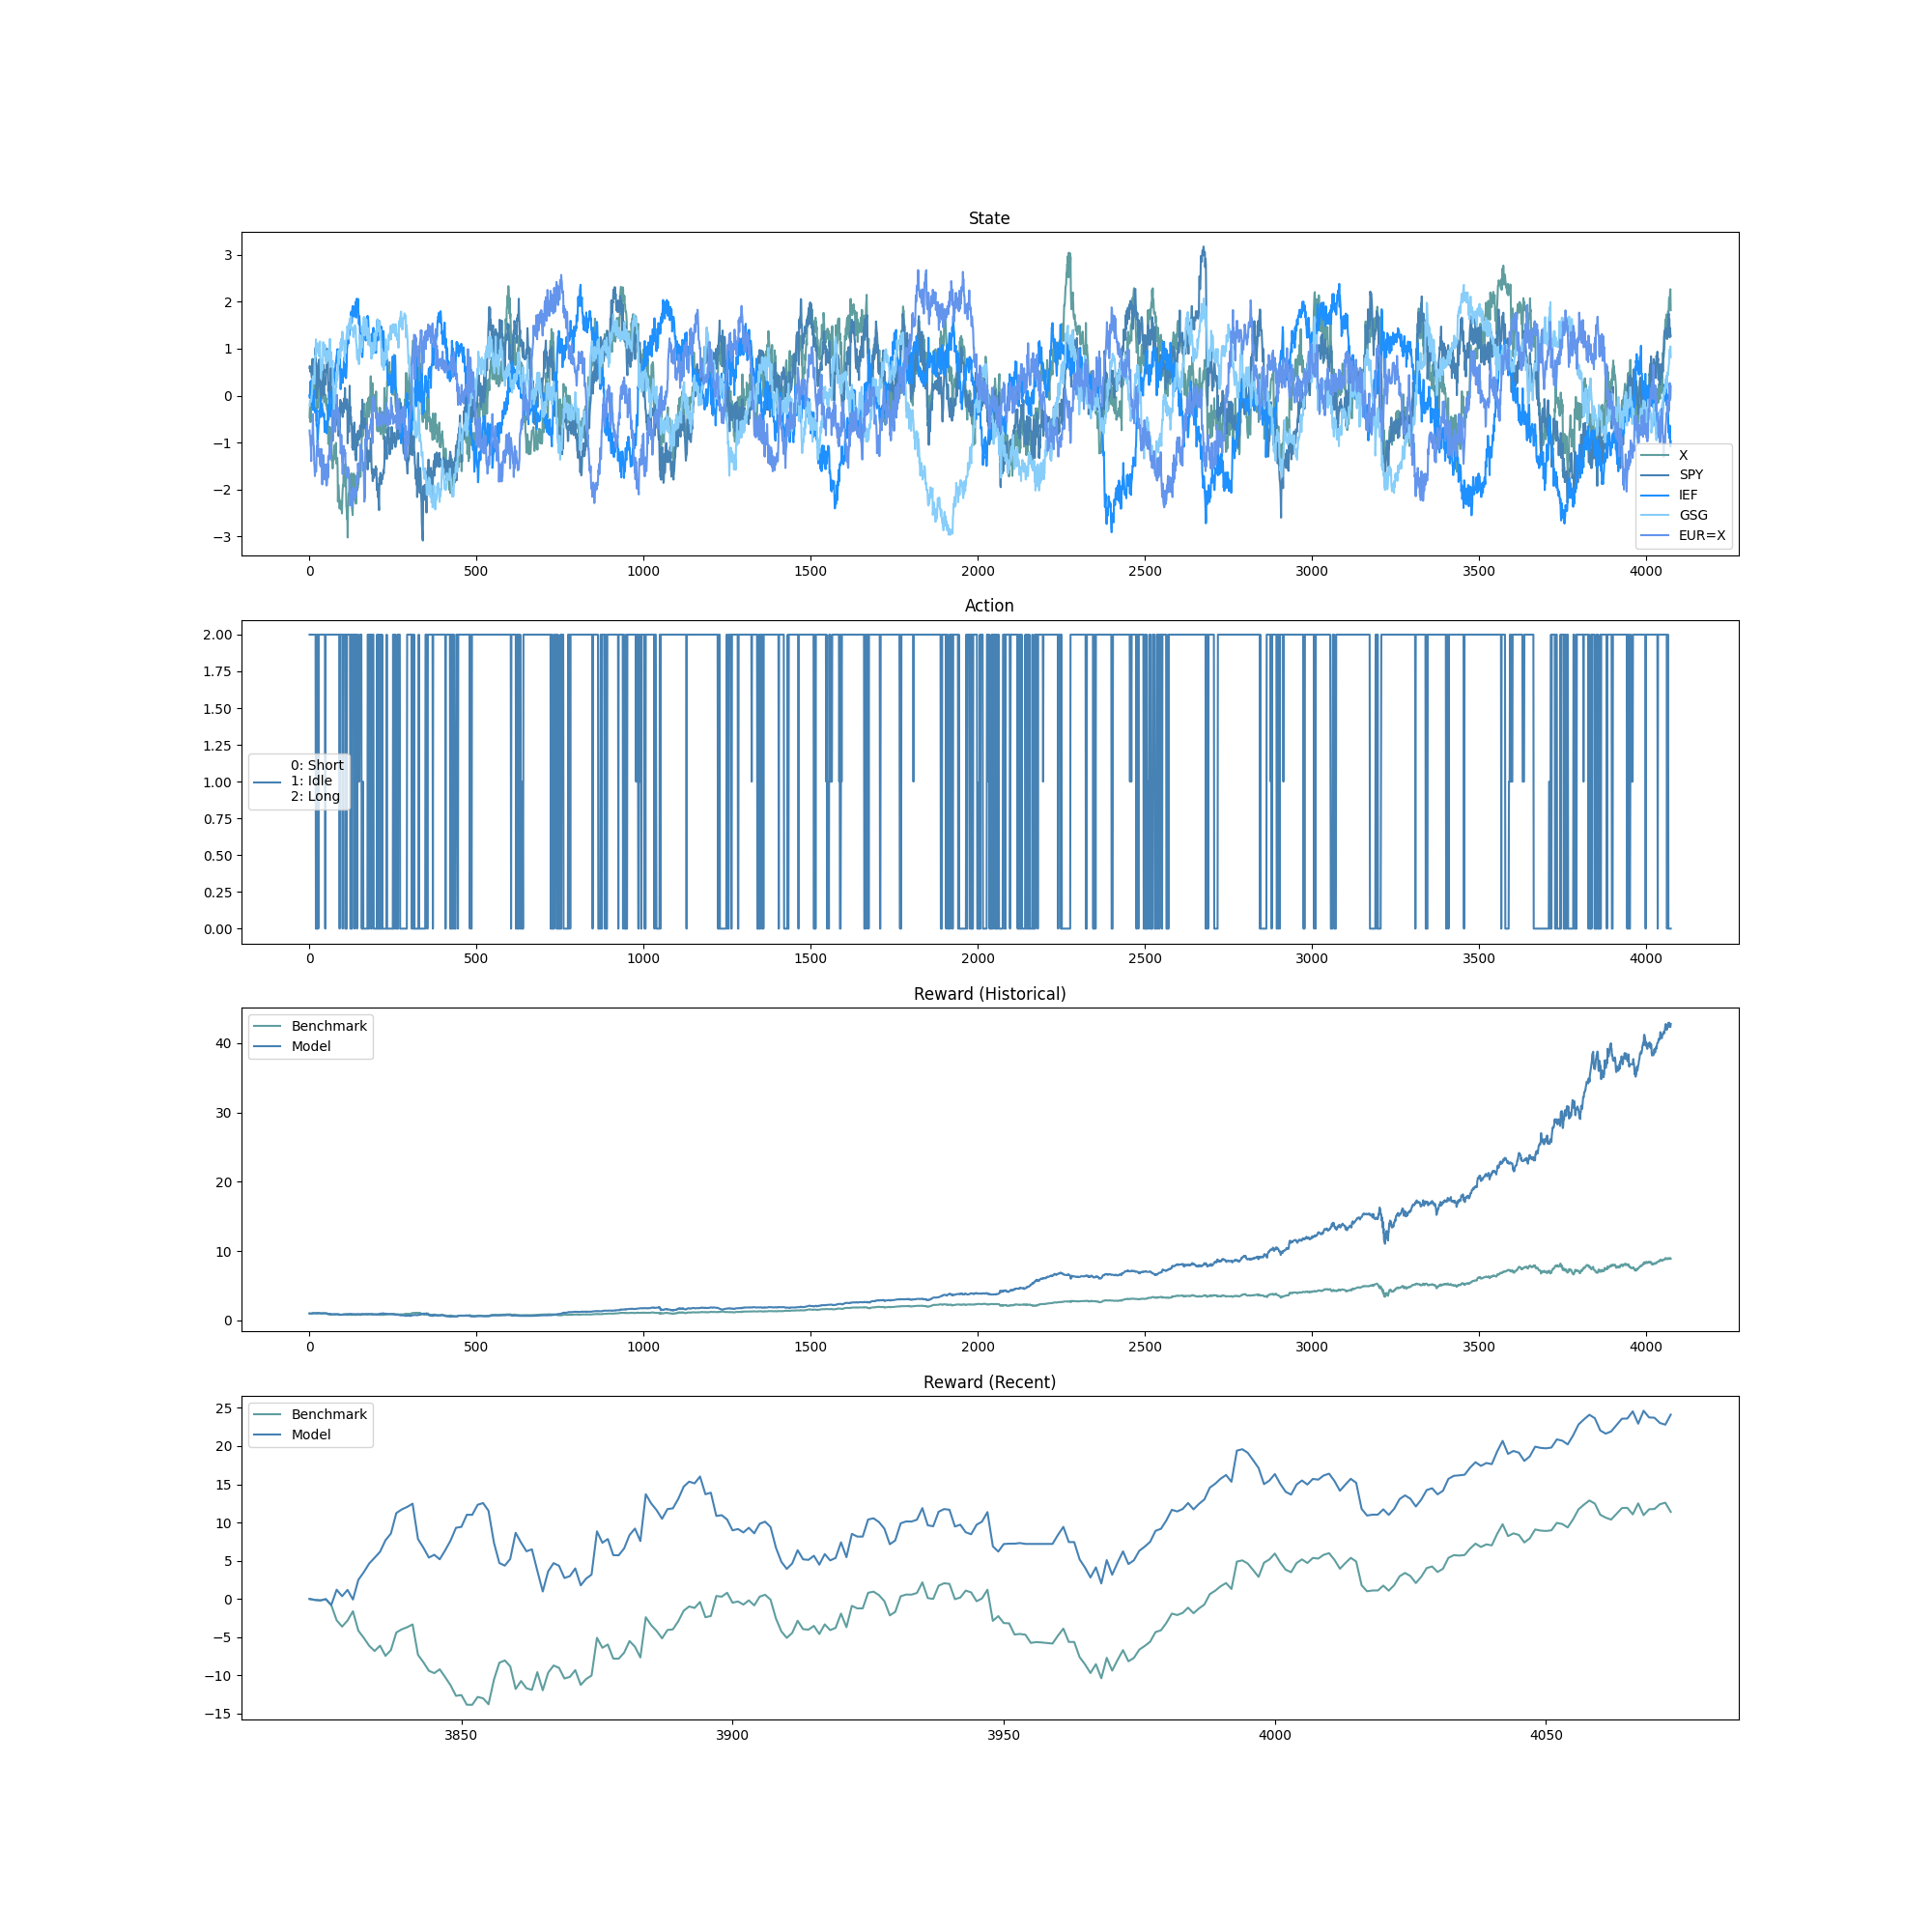 State
3
2
1
0
−1
−2
−3
X
SPY
IEF
GSG
EUR=X
0 500 1000 1500 2000 2500 3000 3500 4000
Action
2.00
1.75
1.50
1.25
1.00
0.75
0.50
0.25
0.00
0: Short
1: Idle
2: Long
0 500 1000 1500 2000 2500 3000 3500 4000
Reward (Historical)
Benchmark
Model
40
30
20
10
0
0 500 1000 1500 2000 2500 3000 3500 4000
Reward (Recent)
Benchmark
Model
25
20
15
10
5
0
−5
−10
−15
3850 3900 3950 4000 4050